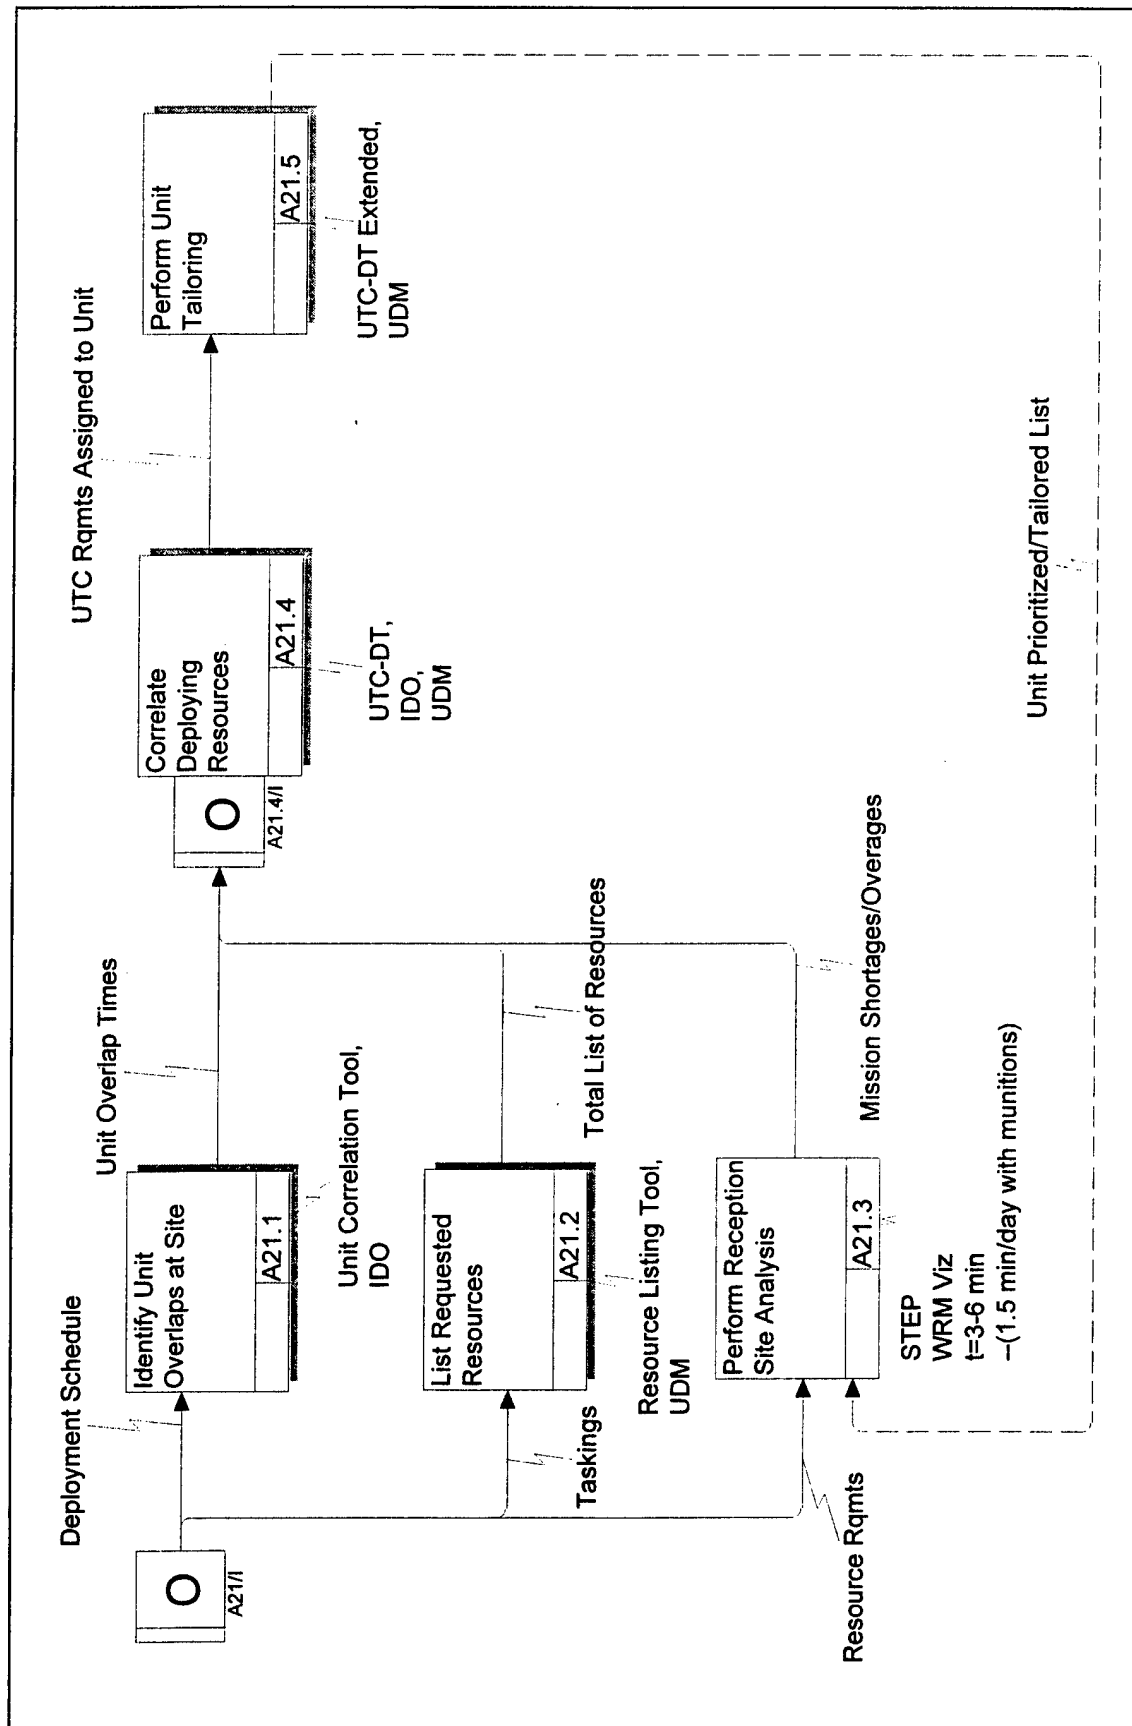 Deployment Schedule
O
A21/I
Identify Unit
Overlaps at Site
A21.1
Unit Correlation Tool,
IDO
Unit Overlap Times
Taskings
List Requested
Resources
A21.2
Resource Listing Tool,
UDM
Total List of Resources
Resource Rqmts
Perform Reception
Site Analysis
A21.3
STEP
WRM Viz
t=3-6 min
--(1.5 min/day with munitions)
Mission Shortages/Overages
O
A21.4/I
Correlate
Deploying
Resources
A21.4
UTC-DT,
IDO,
UDM
UTC Rqmts Assigned to Unit
Perform Unit
Tailoring
A21.5
UTC-DT Extended,
UDM
Unit Prioritized/Tailored List